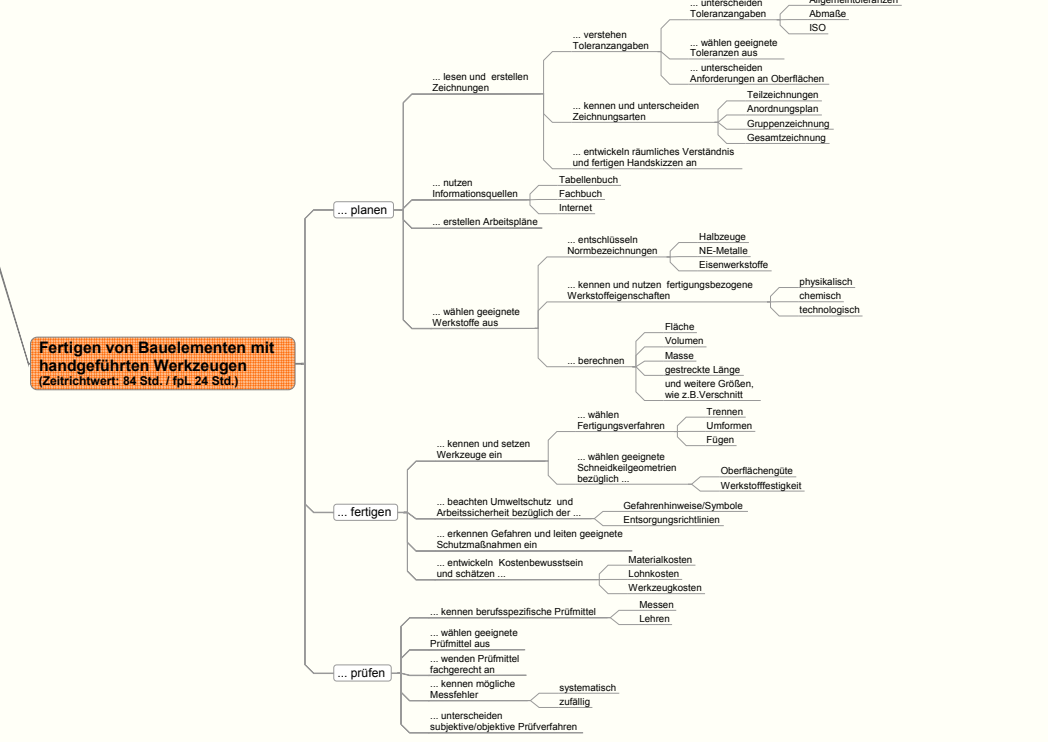 Fertigen von Bauelementen mit
handgeführten Werkzeugen
(Zeitrichtwert: 84 Std. / fpL 24 Std.)
... planen
... lesen und erstellen
Zeichnungen
... verstehen
Toleranzangaben
... unterscheiden
Toleranzangaben
Allgemeintoleranzen
Abmaße
ISO
... wählen geeignete
Toleranzen aus
... unterscheiden
Anforderungen an Oberflächen
... kennen und unterscheiden
Zeichnungsarten
Teilzeichnungen
Anordnungsplan
Gruppenzeichnung
Gesamtzeichnung
... entwickeln räumliches Verständnis
und fertigen Handskizzen an
... nutzen
Informationsquellen
Tabellenbuch
Fachbuch
Internet
... erstellen Arbeitspläne
... wählen geeignete
Werkstoffe aus
... entschlüsseln
Normbezeichnungen
Halbzeuge
NE-Metalle
Eisenwerkstoffe
... kennen und nutzen fertigungsbezogene
Werkstoffeigenschaften
physikalisch
chemisch
technologisch
... berechnen
Fläche
Volumen
Masse
gestreckte Länge
und weitere Größen,
wie z.B.Verschnitt
... fertigen
... kennen und setzen
Werkzeuge ein
... wählen
Fertigungsverfahren
Trennen
Umformen
Fügen
... wählen geeignete
Schneidkeilgeometrien
bezüglich ...
Oberflächengüte
Werkstofffestigkeit
... beachten Umweltschutz und
Arbeitssicherheit bezüglich der ...
Gefahrenhinweise/Symbole
Entsorgungsrichtlinien
... erkennen Gefahren und leiten geeignete
Schutzmaßnahmen ein
... entwickeln Kostenbewusstsein
und schätzen ...
Materialkosten
Lohnkosten
Werkzeugkosten
... prüfen
... kennen berufsspezifische Prüfmittel
Messen
Lehren
... wählen geeignete
Prüfmittel aus
... wenden Prüfmittel
fachgerecht an
... kennen mögliche
Messfehler
systematisch
zufällig
... unterscheiden
subjektive/objektive Prüfverfahren